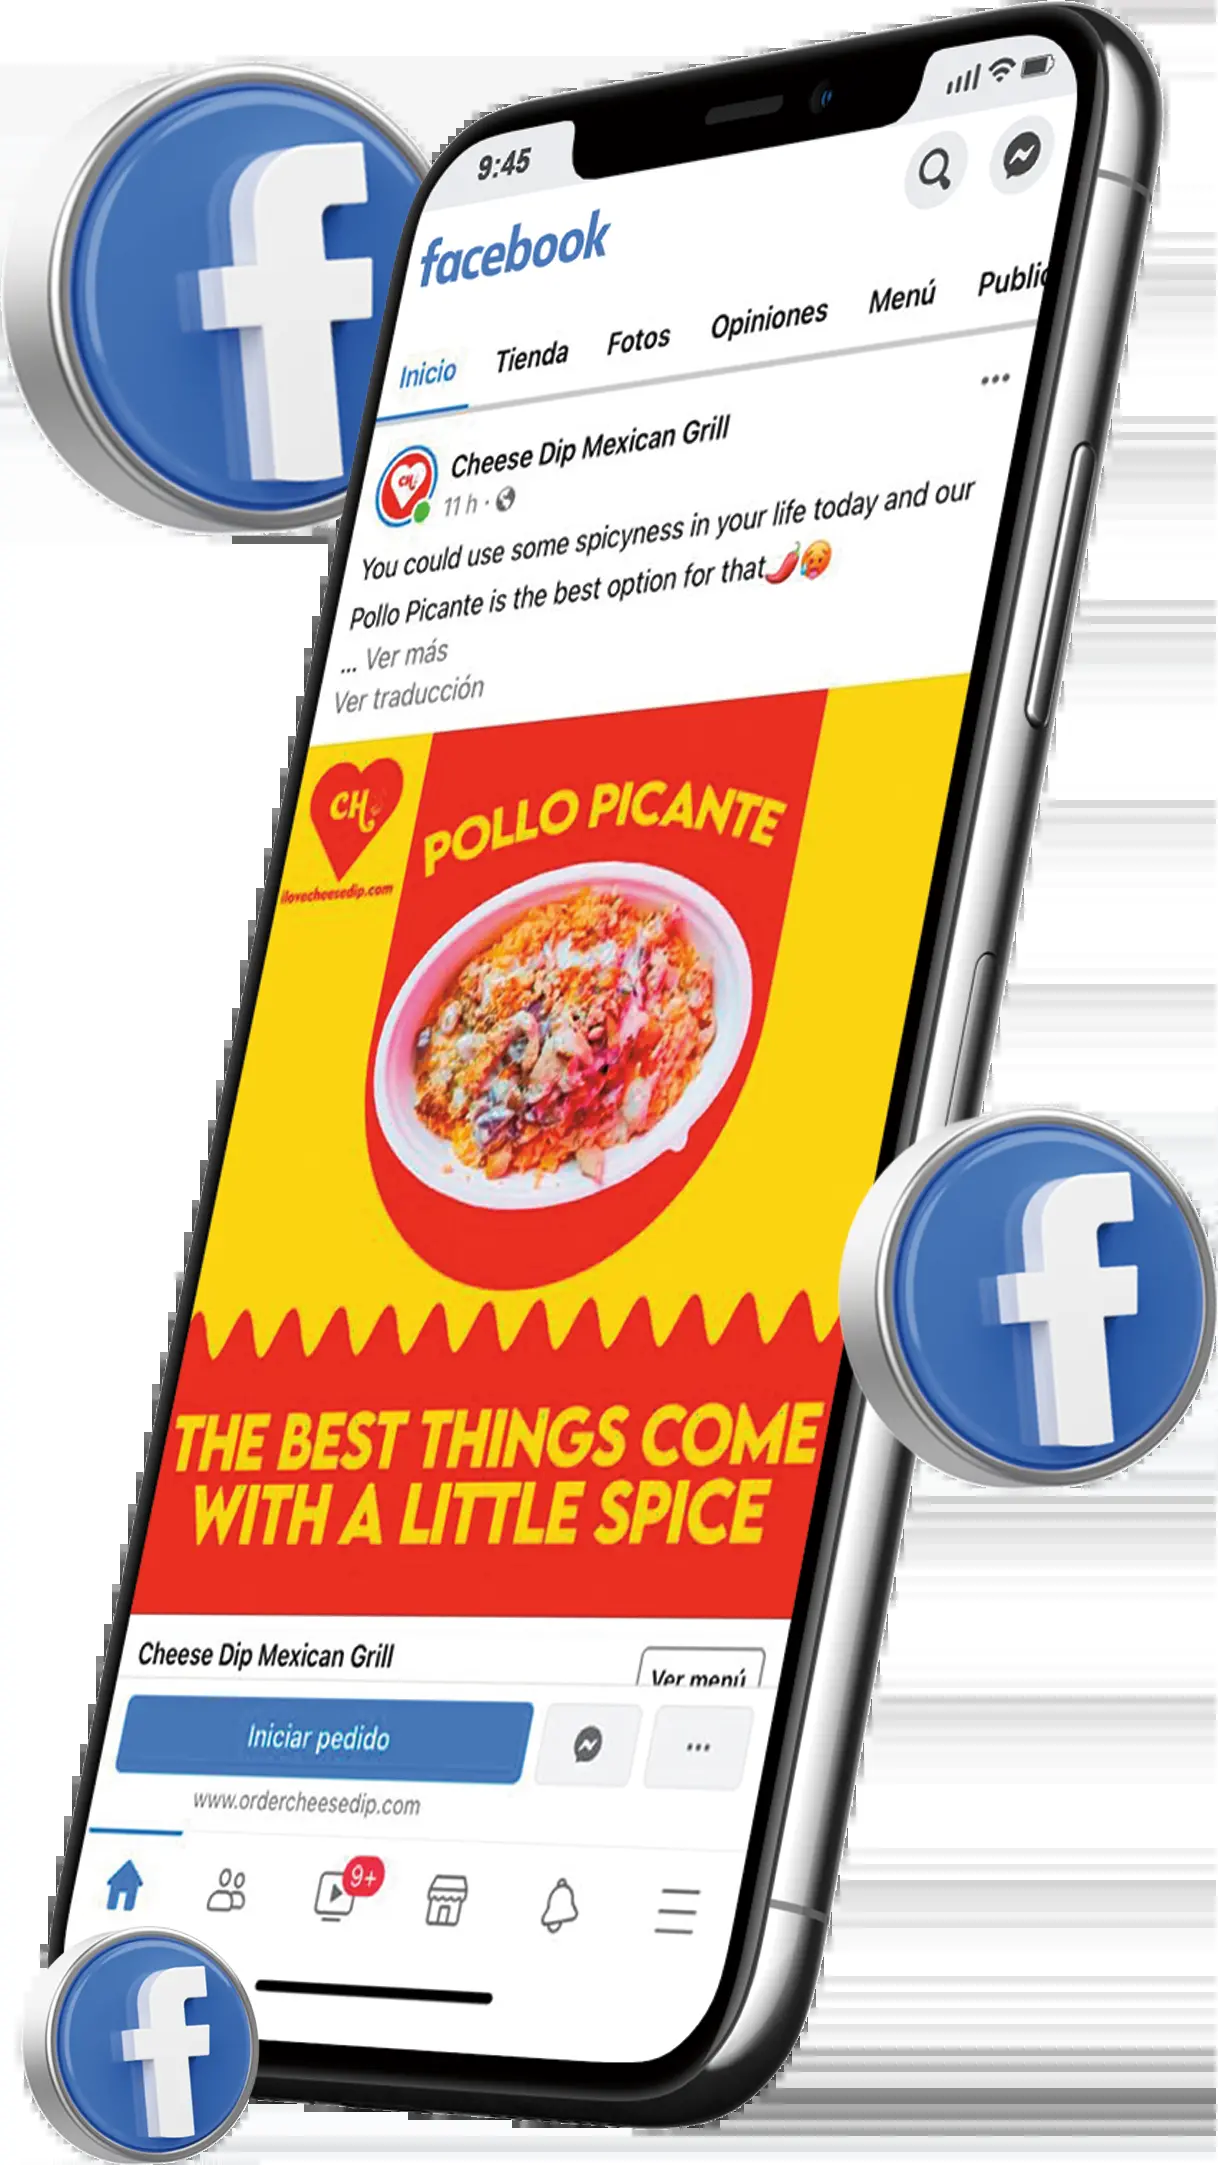 9:45
facebook
Inicio Tienda Fotos Opiniones Menú Public
Cheese Dip Mexican Grill
11 h ·
You could use some spicyness in your life today and our
Pollo Picante is the best option for that🌶️🥵
... Ver más
Ver traducción
CH
ilovecheesedip.com
POLLO PICANTE
THE BEST THINGS COME
WITH A LITTLE SPICE
Cheese Dip Mexican Grill
Ver menú
Iniciar pedido
www.ordercheesedip.com
9+